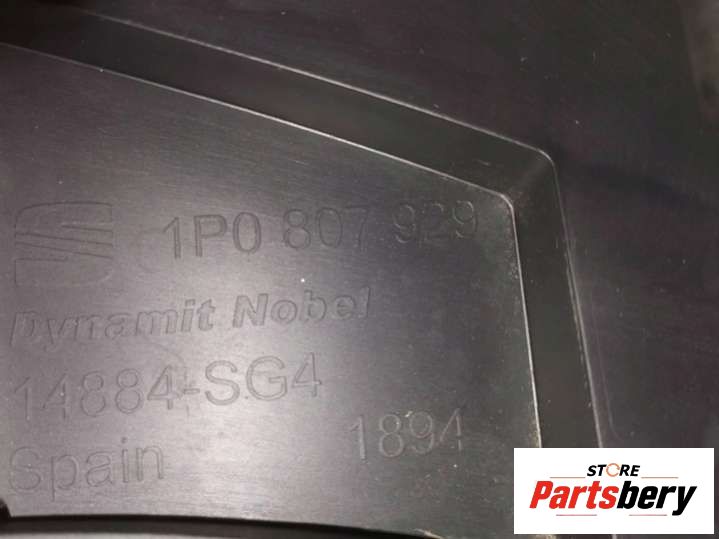 1P0 807 929
Dynamit Nobel
14884-SG4
1894
Spain
STORE
Partsbery